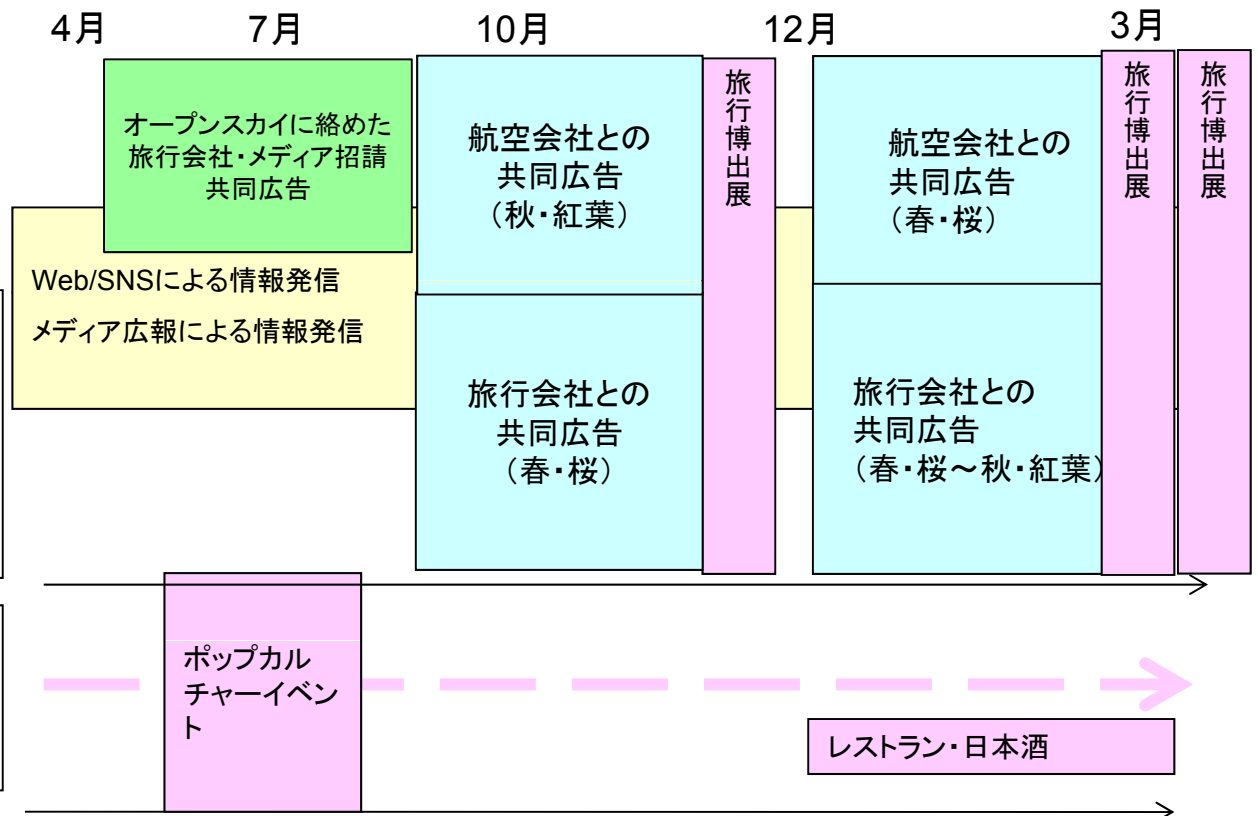 4月
7月
10月
12月
3月
オープンスカイに絡めた
旅行会社・メディア招請
共同広告
航空会社との
共同広告
（秋・紅葉）
旅行博出展
航空会社との
共同広告
（春・桜）
旅行博出展
旅行博出展
Web/SNSによる情報発信
メディア広報による情報発信
旅行会社との
共同広告
（春・桜）
旅行会社との
共同広告
（春・桜～秋・紅葉）
ポップカル
チャーイベン
ト
レストラン・日本酒